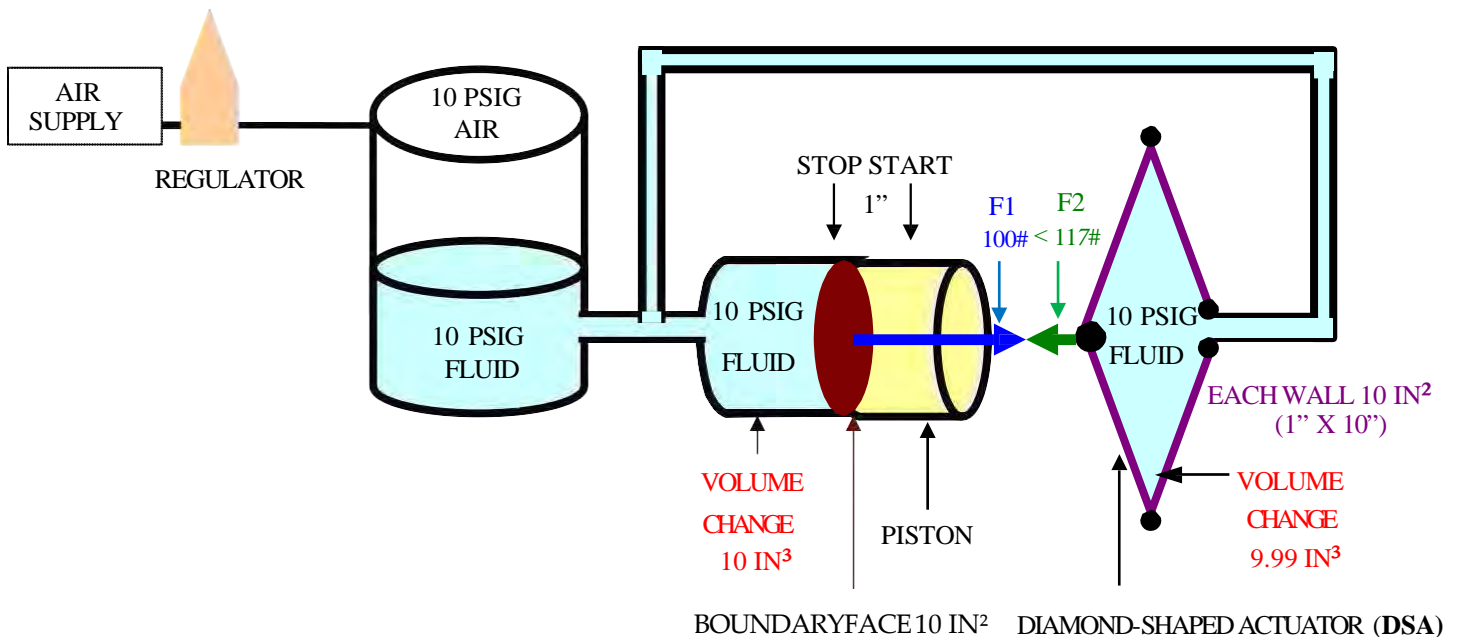 AIR
SUPPLY
REGULATOR
10 PSIG
AIR
10 PSIG
FLUID
STOP START
1”
10 PSIG
FLUID
F1
100#
F2
< 117#
10 PSIG
FLUID
EACH WALL 10 IN²
(1” X 10”)
VOLUME
CHANGE
10 IN³
PISTON
VOLUME
CHANGE
9.99 IN³
BOUNDARYFACE 10 IN²
DIAMOND-SHAPED ACTUATOR (DSA)